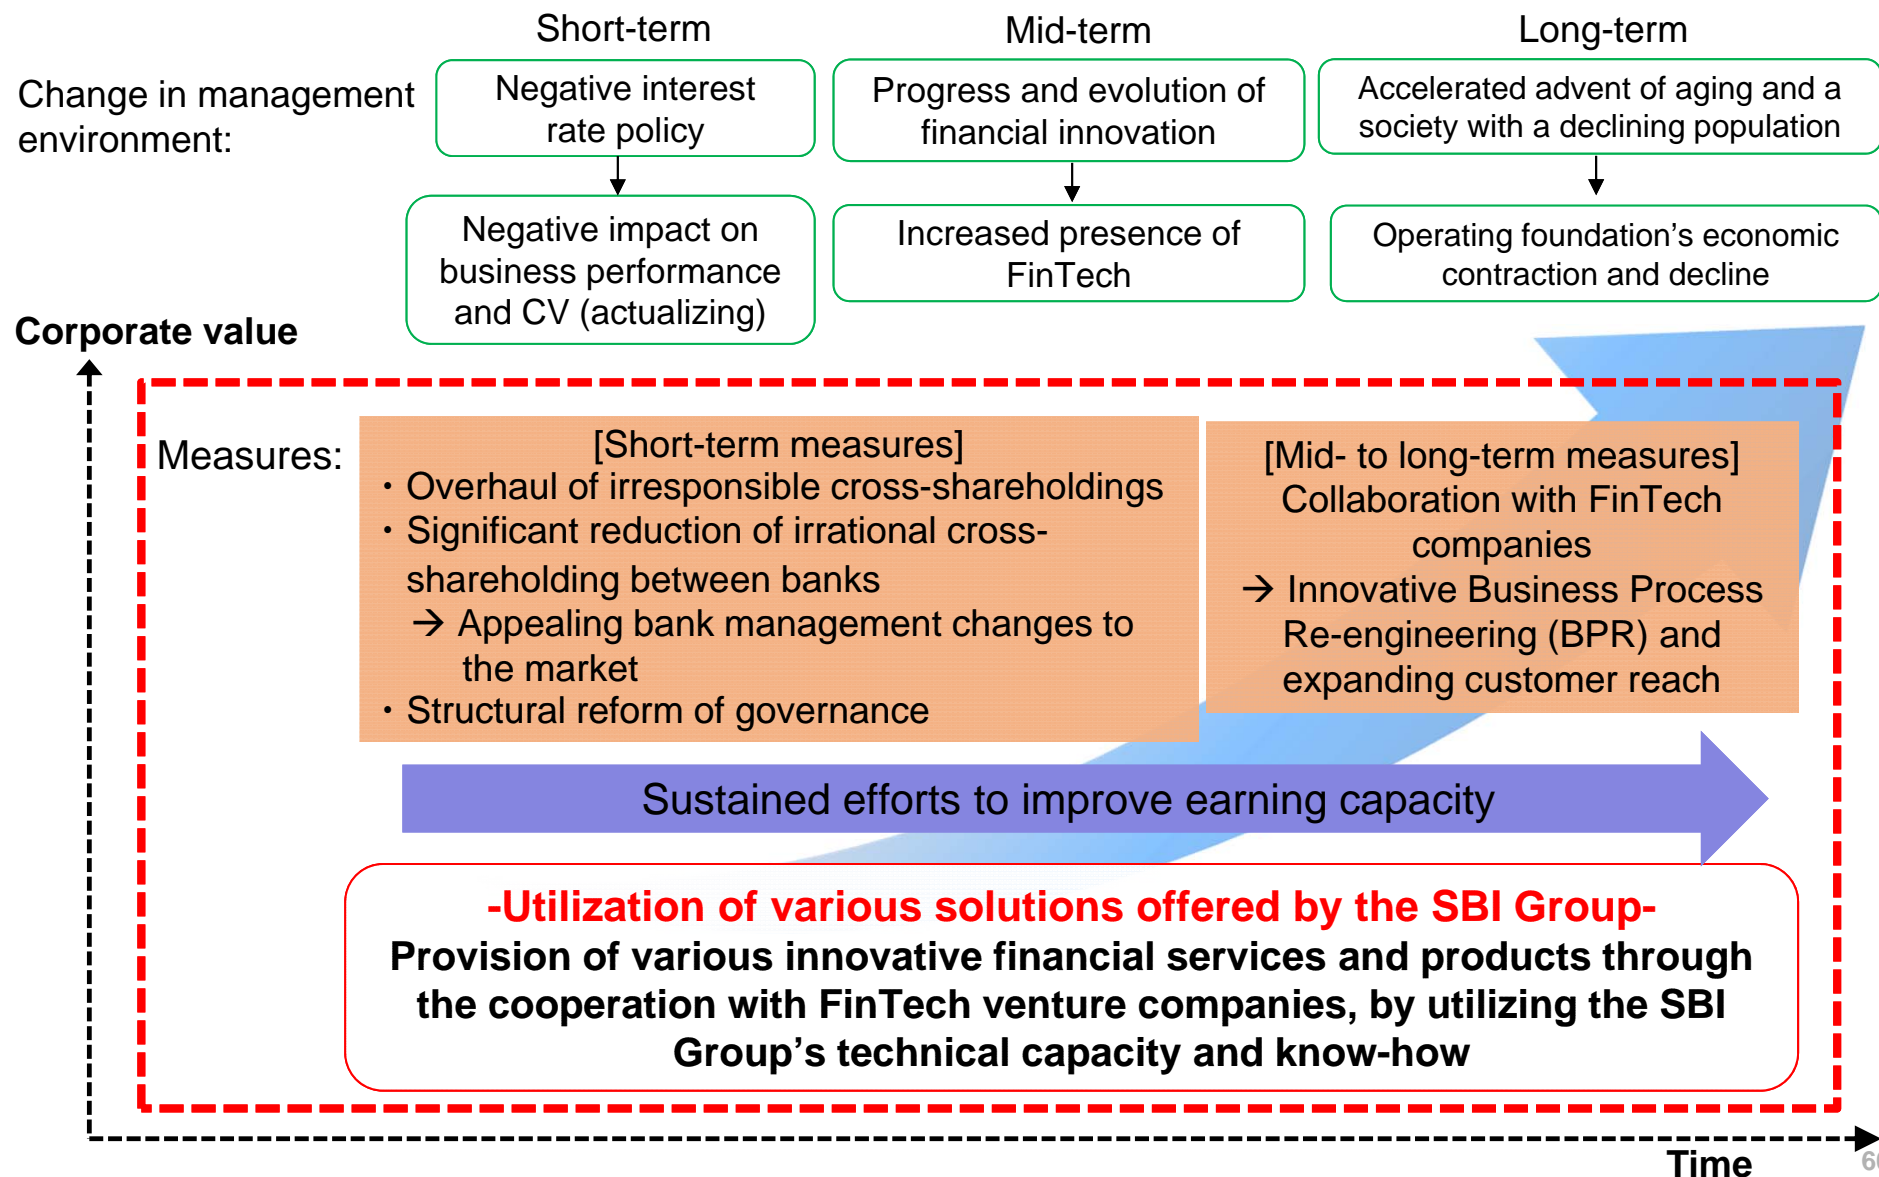 Short-term
Mid-term
Long-term
Change in management
environment:
Negative interest
rate policy
Progress and evolution of
financial innovation
Accelerated advent of aging and a
society with a declining population
Negative impact on
business performance
and CV (actualizing)
Increased presence of
FinTech
Operating foundation’s economic
contraction and decline
Corporate value
Measures:
[Short-term measures]
・Overhaul of irresponsible cross-shareholdings
・Significant reduction of irrational cross-
shareholding between banks
→ Appealing bank management changes to
the market
・Structural reform of governance
[Mid- to long-term measures]
Collaboration with FinTech
companies
→ Innovative Business Process
Re-engineering (BPR) and
expanding customer reach
Sustained efforts to improve earning capacity
-Utilization of various solutions offered by the SBI Group-
Provision of various innovative financial services and products through
the cooperation with FinTech venture companies, by utilizing the SBI
Group’s technical capacity and know-how
Time